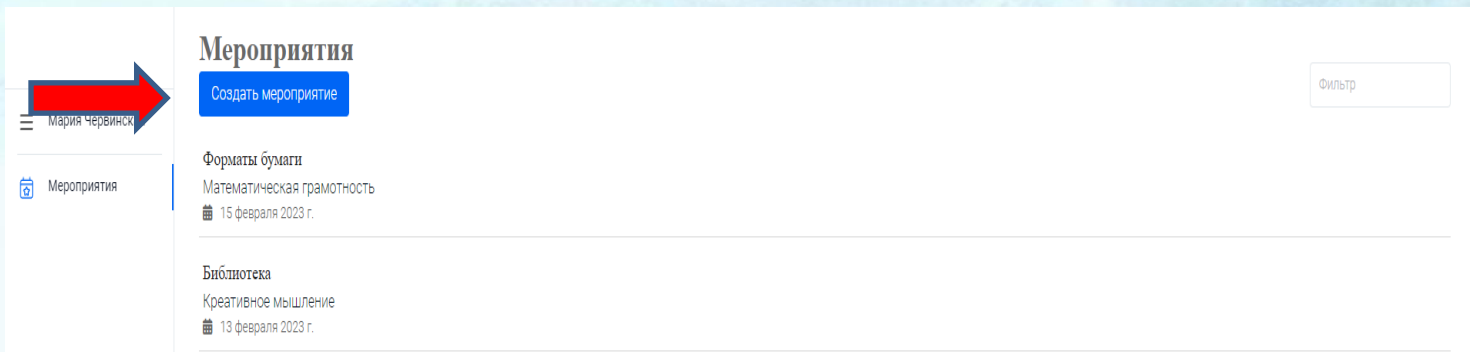 Мероприятия
Создать мероприятие
Фильтр
Мария
Мероприятия
Форматы бумаги
Математическая грамотность
15 февраля 2023 г.
Библиотека
Креативное мышление
13 февраля 2023 г.